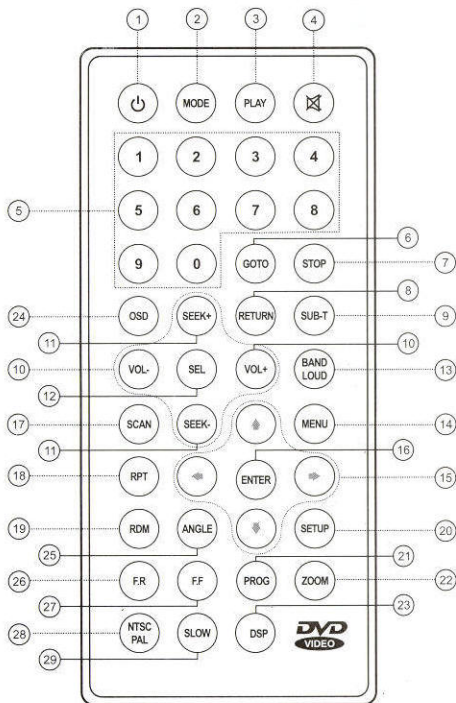 1 2 3 4
MODE PLAY
1 2 3 4
5 5 6 7 8
6
9 0 GOTO STOP 7
8
24 OSD SEEK+ RETURN SUB-T 9
11 10
10 VOL- SEL VOL+ BAND LOUD 13
12
17 SCAN SEEK- MENU 14
11 16
18 RPT ENTER 15
19 RDM ANGLE SETUP 20
25 21
26 F.R F.F PROG ZOOM 22
27 23
28 NTSC PAL SLOW DSP DVD VIDEO
29